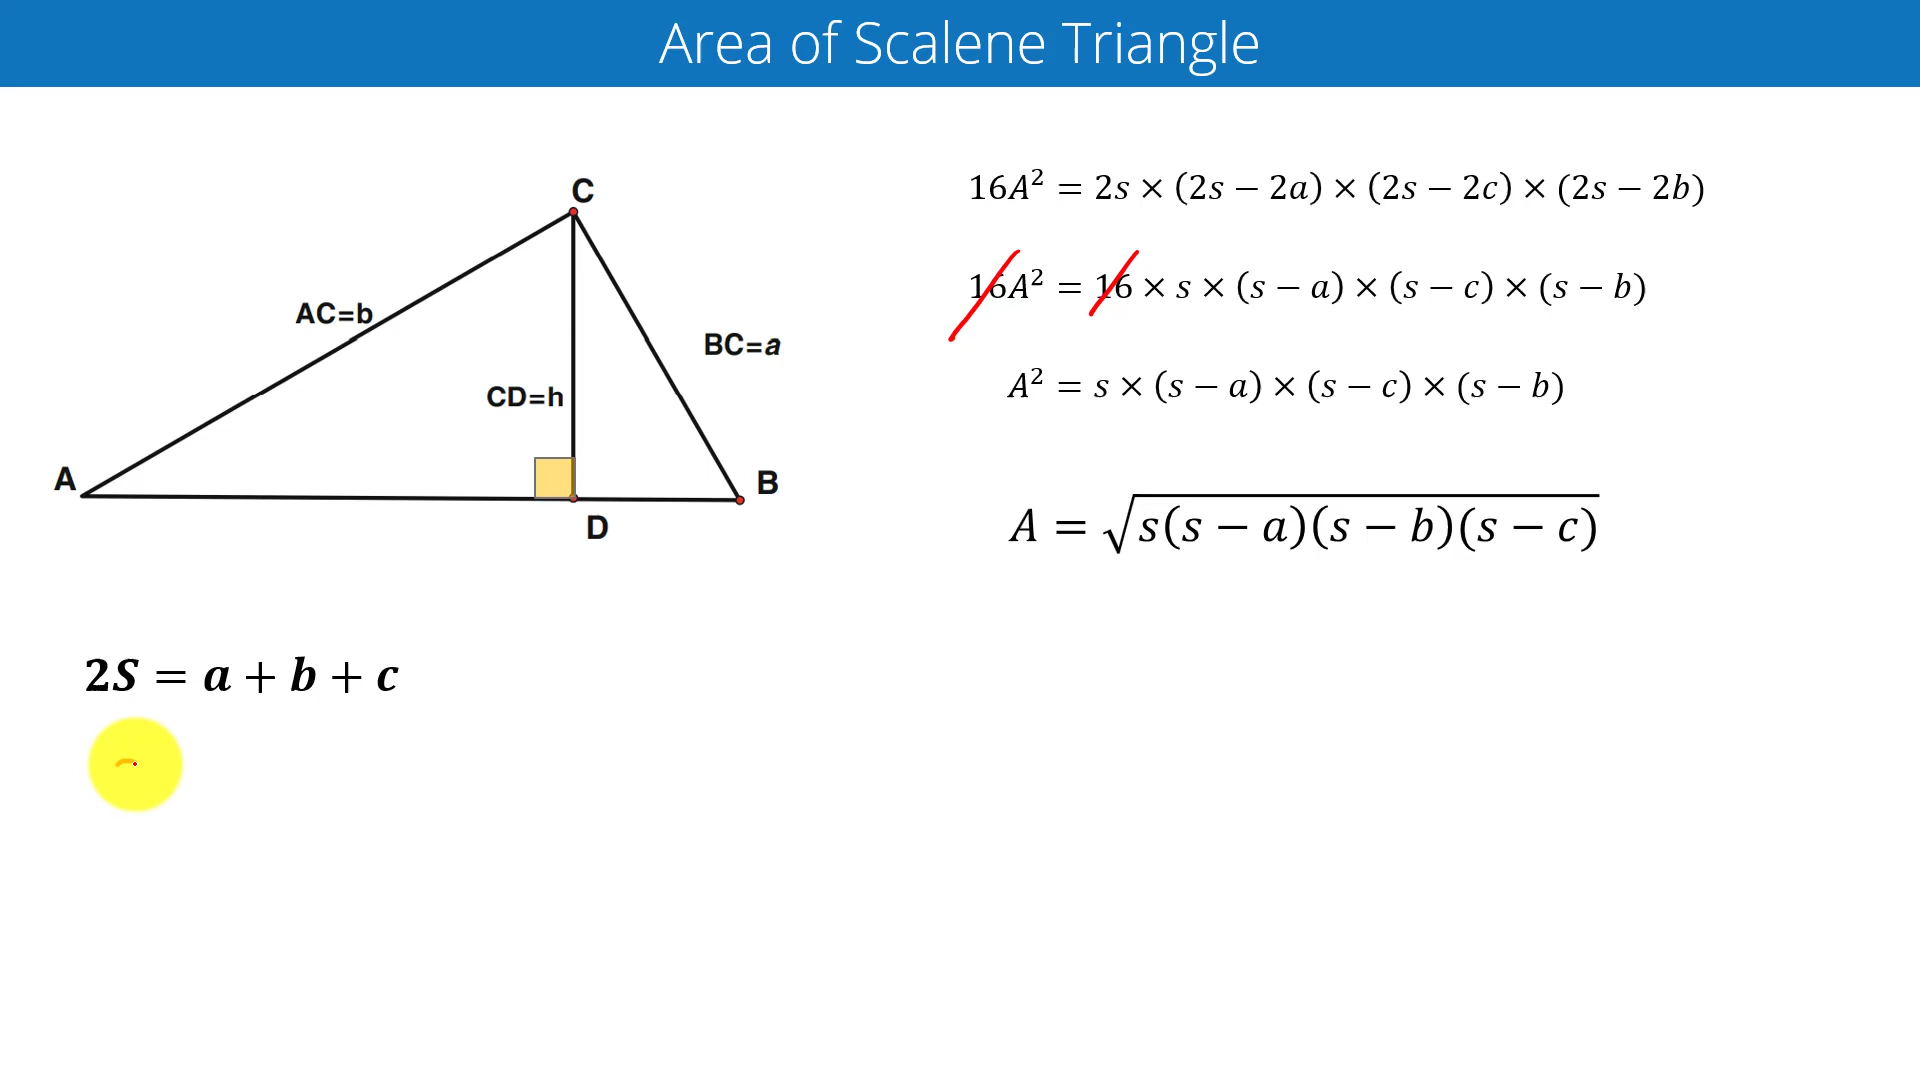 Area of Scalene Triangle
C
AC=b
BC=a
CD=h
A
B
D
2S = a + b + c
16A² = 2s × (2s − 2a) × (2s − 2c) × (2s − 2b)
16A² = 16 × s × (s − a) × (s − c) × (s − b)
A² = s × (s − a) × (s − c) × (s − b)
A = √s(s − a)(s − b)(s − c)